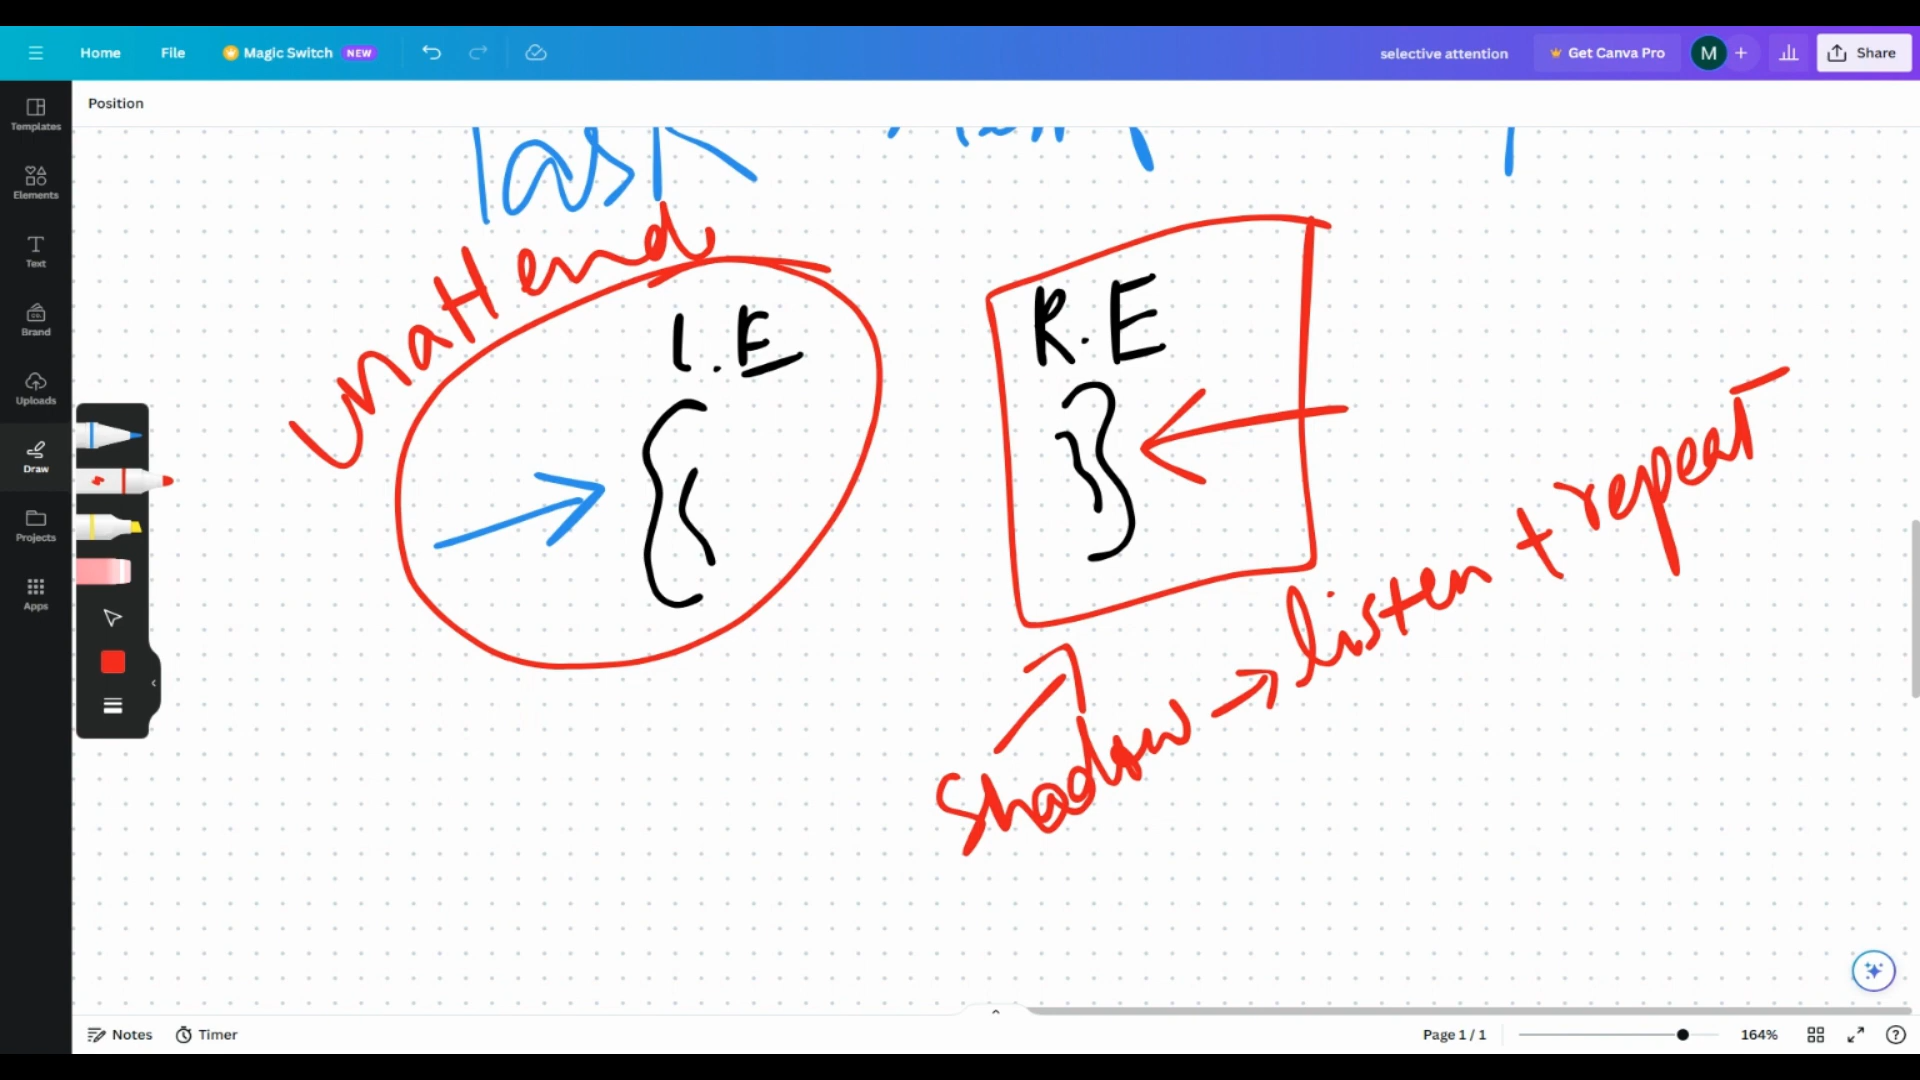 Home File Magic Switch NEW selective attention Get Canva Pro M + Share
Position
Templates
Elements
Text
Brand
Uploads
Draw
Projects
Apps
Task
unattend
L.E
R.E
Shadow → listen + repeat
Notes Timer Page 1 / 1 164%